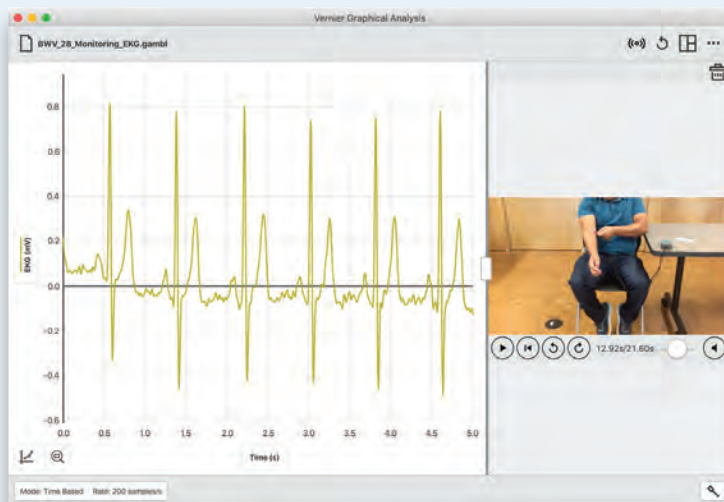 Vernier Graphical Analysis
BWV_28_Monitoring_EKG.gambl
0.8
0.6
0.4
0.2
0.0
-0.2
-0.4
-0.6
EKG (mV)
0.0 0.5 1.0 1.5 2.0 2.5 3.0 3.5 4.0 4.5 5.0
Time (s)
12.92s/21.60s
Mode: Time Based Rate: 200 samples/s